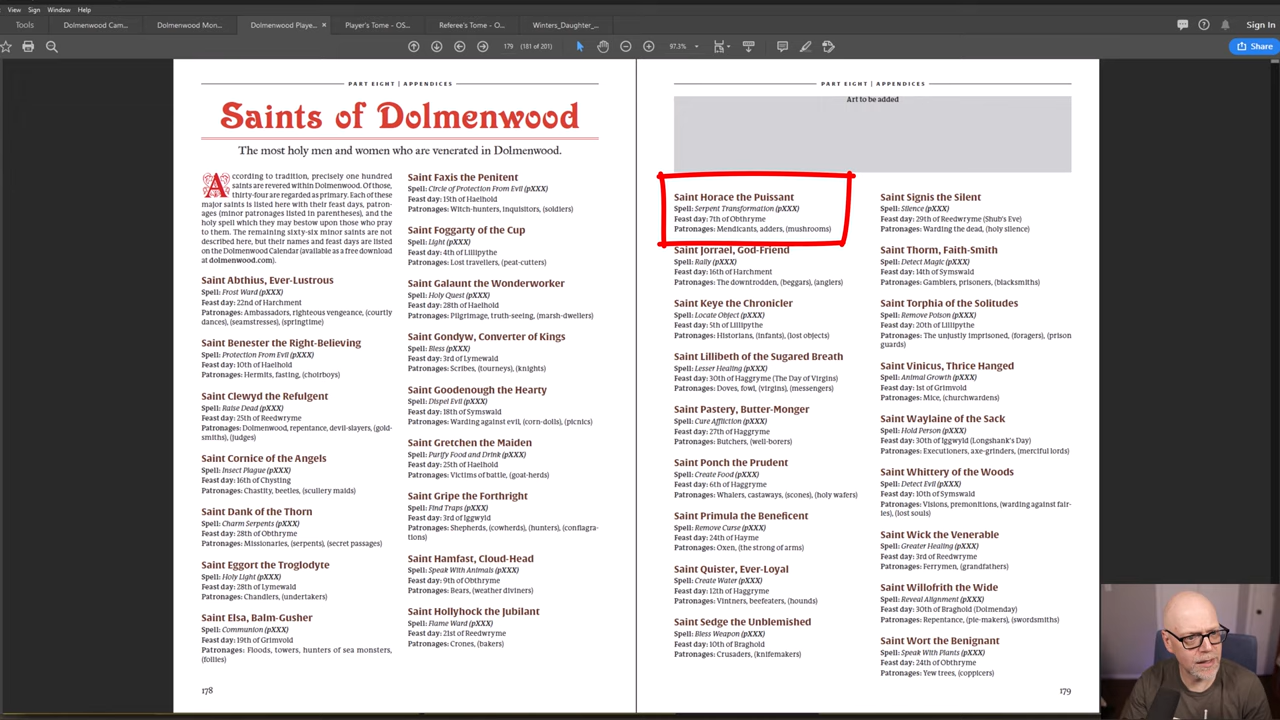 View Sign Window Help
Tools
Dolmenwood Cam...
Dolmenwood Mon...
Dolmenwood Playe... ×
Player's Tome - OS...
Referee's Tome - O...
Winters_Daughter_...
Sign In
179 (181 of 201)
97.3%
Share
PART EIGHT | APPENDICES
Saints of Dolmenwood
The most holy men and women who are venerated in Dolmenwood.
According to tradition, precisely one hundred
saints are revered within Dolmenwood. Of those,
thirty-four are regarded as primary. Each of these
major saints is listed here with their feast days, patron-
ages (minor patronages listed in parentheses), and the
holy spell which they may bestow upon those who pray
to them. The remaining sixty-six minor saints are not
described here, but their names and feast days are listed
on the Dolmenwood Calendar (available as a free download
at dolmenwood.com).
Saint Abthius, Ever-Lustrous
Spell: Frost Ward (pXXX)
Feast day: 22nd of Harchment
Patronages: Ambassadors, righteous vengeance, (courtly
dances), (seamstresses), (springtime)
Saint Benester the Right-Believing
Spell: Protection From Evil (pXXX)
Feast day: 10th of Haelhold
Patronages: Hermits, fasting, (choirboys)
Saint Clewyd the Refulgent
Spell: Raise Dead (pXXX)
Feast day: 25th of Reedwryme
Patronages: Dolmenwood, repentance, devil-slayers, (gold-
smiths), (judges)
Saint Cornice of the Angels
Spell: Insect Plague (pXXX)
Feast day: 16th of Chysting
Patronages: Chastity, beetles, (scullery maids)
Saint Dank of the Thorn
Spell: Charm Serpents (pXXX)
Feast day: 28th of Obthryme
Patronages: Missionaries, (serpents), (secret passages)
Saint Eggort the Troglodyte
Spell: Holy Light (pXXX)
Feast day: 28th of Lymewald
Patronages: Chandlers, (undertakers)
Saint Elsa, Balm-Gusher
Spell: Communion (pXXX)
Feast day: 19th of Grimvold
Patronages: Floods, towers, hunters of sea monsters,
(follies)
Saint Faxis the Penitent
Spell: Circle of Protection From Evil (pXXX)
Feast day: 15th of Haelhold
Patronages: Witch-hunters, inquisitors, (soldiers)
Saint Foggarty of the Cup
Spell: Light (pXXX)
Feast day: 4th of Lillipythe
Patronages: Lost travellers, (peat-cutters)
Saint Galaunt the Wonderworker
Spell: Holy Quest (pXXX)
Feast day: 28th of Haelhold
Patronages: Pilgrimage, truth-seeing, (marsh-dwellers)
Saint Gondyw, Converter of Kings
Spell: Bless (pXXX)
Feast day: 3rd of Lymewald
Patronages: Scribes, (tourneys), (knights)
Saint Goodenough the Hearty
Spell: Dispel Evil (pXXX)
Feast day: 18th of Symswald
Patronages: Warding against evil, (corn-dolls), (picnics)
Saint Gretchen the Maiden
Spell: Purify Food and Drink (pXXX)
Feast day: 25th of Haelhold
Patronages: Victims of battle, (goat-herds)
Saint Gripe the Forthright
Spell: Find Traps (pXXX)
Feast day: 3rd of Iggwyld
Patronages: Shepherds, (cowherds), (hunters), (conflagra-
tions)
Saint Hamfast, Cloud-Head
Spell: Speak With Animals (pXXX)
Feast day: 9th of Obthryme
Patronages: Bears, (weather diviners)
Saint Hollyhock the Jubilant
Spell: Flame Ward (pXXX)
Feast day: 21st of Reedwryme
Patronages: Crones, (bakers)
178
PART EIGHT | APPENDICES
Art to be added
Saint Horace the Puissant
Spell: Serpent Transformation (pXXX)
Feast day: 7th of Obthryme
Patronages: Mendicants, adders, (mushrooms)
Saint Jorrael, God-Friend
Spell: Rally (pXXX)
Feast day: 16th of Harchment
Patronages: The downtrodden, (beggars), (anglers)
Saint Keye the Chronicler
Spell: Locate Object (pXXX)
Feast day: 5th of Lillipythe
Patronages: Historians, (infants), (lost objects)
Saint Lillibeth of the Sugared Breath
Spell: Lesser Healing (pXXX)
Feast day: 30th of Haggryme (The Day of Virgins)
Patronages: Doves, fowl, (virgins), (messengers)
Saint Pastery, Butter-Monger
Spell: Cure Affliction (pXXX)
Feast day: 27th of Haggryme
Patronages: Butchers, (well-borers)
Saint Ponch the Prudent
Spell: Create Food (pXXX)
Feast day: 6th of Haggryme
Patronages: Whalers, castaways, (scones), (holy wafers)
Saint Primula the Beneficent
Spell: Remove Curse (pXXX)
Feast day: 24th of Hayme
Patronages: Oxen, (the strong of arms)
Saint Quister, Ever-Loyal
Spell: Create Water (pXXX)
Feast day: 12th of Haggryme
Patronages: Vintners, beefeaters, (hounds)
Saint Sedge the Unblemished
Spell: Bless Weapon (pXXX)
Feast day: 10th of Braghold
Patronages: Crusaders, (knifemakers)
Saint Signis the Silent
Spell: Silence (pXXX)
Feast day: 29th of Reedwryme (Shub's Eve)
Patronages: Warding the dead, (holy silence)
Saint Thorm, Faith-Smith
Spell: Detect Magic (pXXX)
Feast day: 14th of Symswald
Patronages: Gamblers, prisoners, (blacksmiths)
Saint Torphia of the Solitudes
Spell: Remove Poison (pXXX)
Feast day: 20th of Lillipythe
Patronages: The unjustly imprisoned, (foragers), (prison
guards)
Saint Vinicus, Thrice Hanged
Spell: Animal Growth (pXXX)
Feast day: 1st of Grimvold
Patronages: Mice, (churchwardens)
Saint Waylaine of the Sack
Spell: Hold Person (pXXX)
Feast day: 30th of Iggwyld (Longshank's Day)
Patronages: Executioners, axe-grinders, (merciful lords)
Saint Whittery of the Woods
Spell: Detect Evil (pXXX)
Feast day: 10th of Symswald
Patronages: Visions, premonitions, (warding against fair-
ies), (lost souls)
Saint Wick the Venerable
Spell: Greater Healing (pXXX)
Feast day: 3rd of Reedwryme
Patronages: Ferrymen, (grandfathers)
Saint Willofrith the Wide
Spell: Reveal Alignment (pXXX)
Feast day: 30th of Braghold (Dolmenday)
Patronages: Repentance, (pie-makers), (swordsmiths)
Saint Wort the Benignant
Spell: Speak With Plants (pXXX)
Feast day: 24th of Obthryme
Patronages: Yew trees, (coppicers)
179